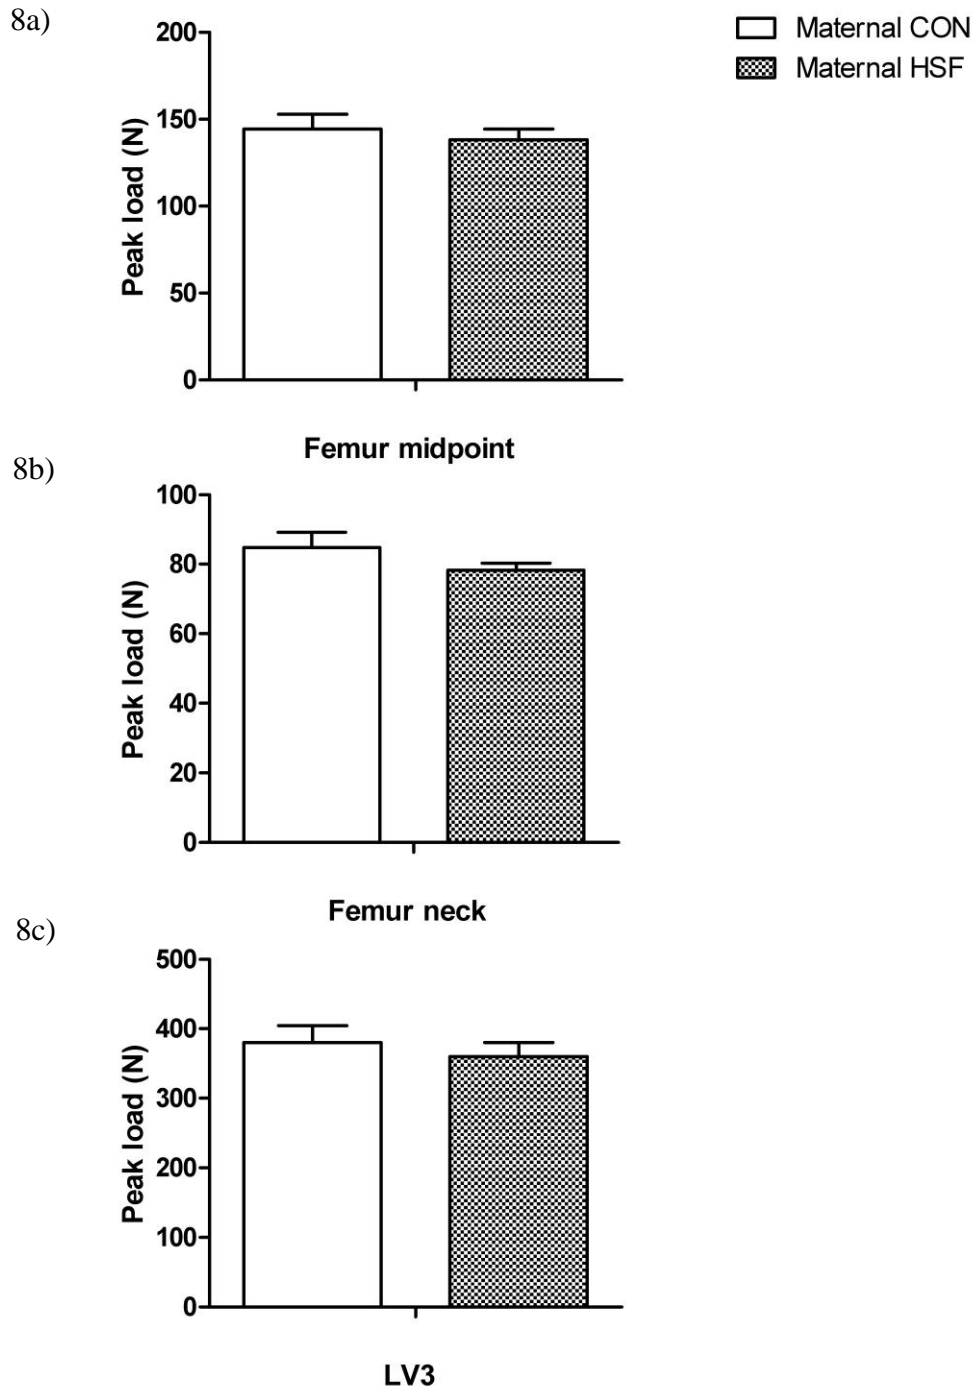 8a)
Maternal CON
Maternal HSF
Peak load (N)
200
150
100
50
0
Femur midpoint
8b)
Peak load (N)
100
80
60
40
20
0
Femur neck
8c)
Peak load (N)
500
400
300
200
100
0
LV3